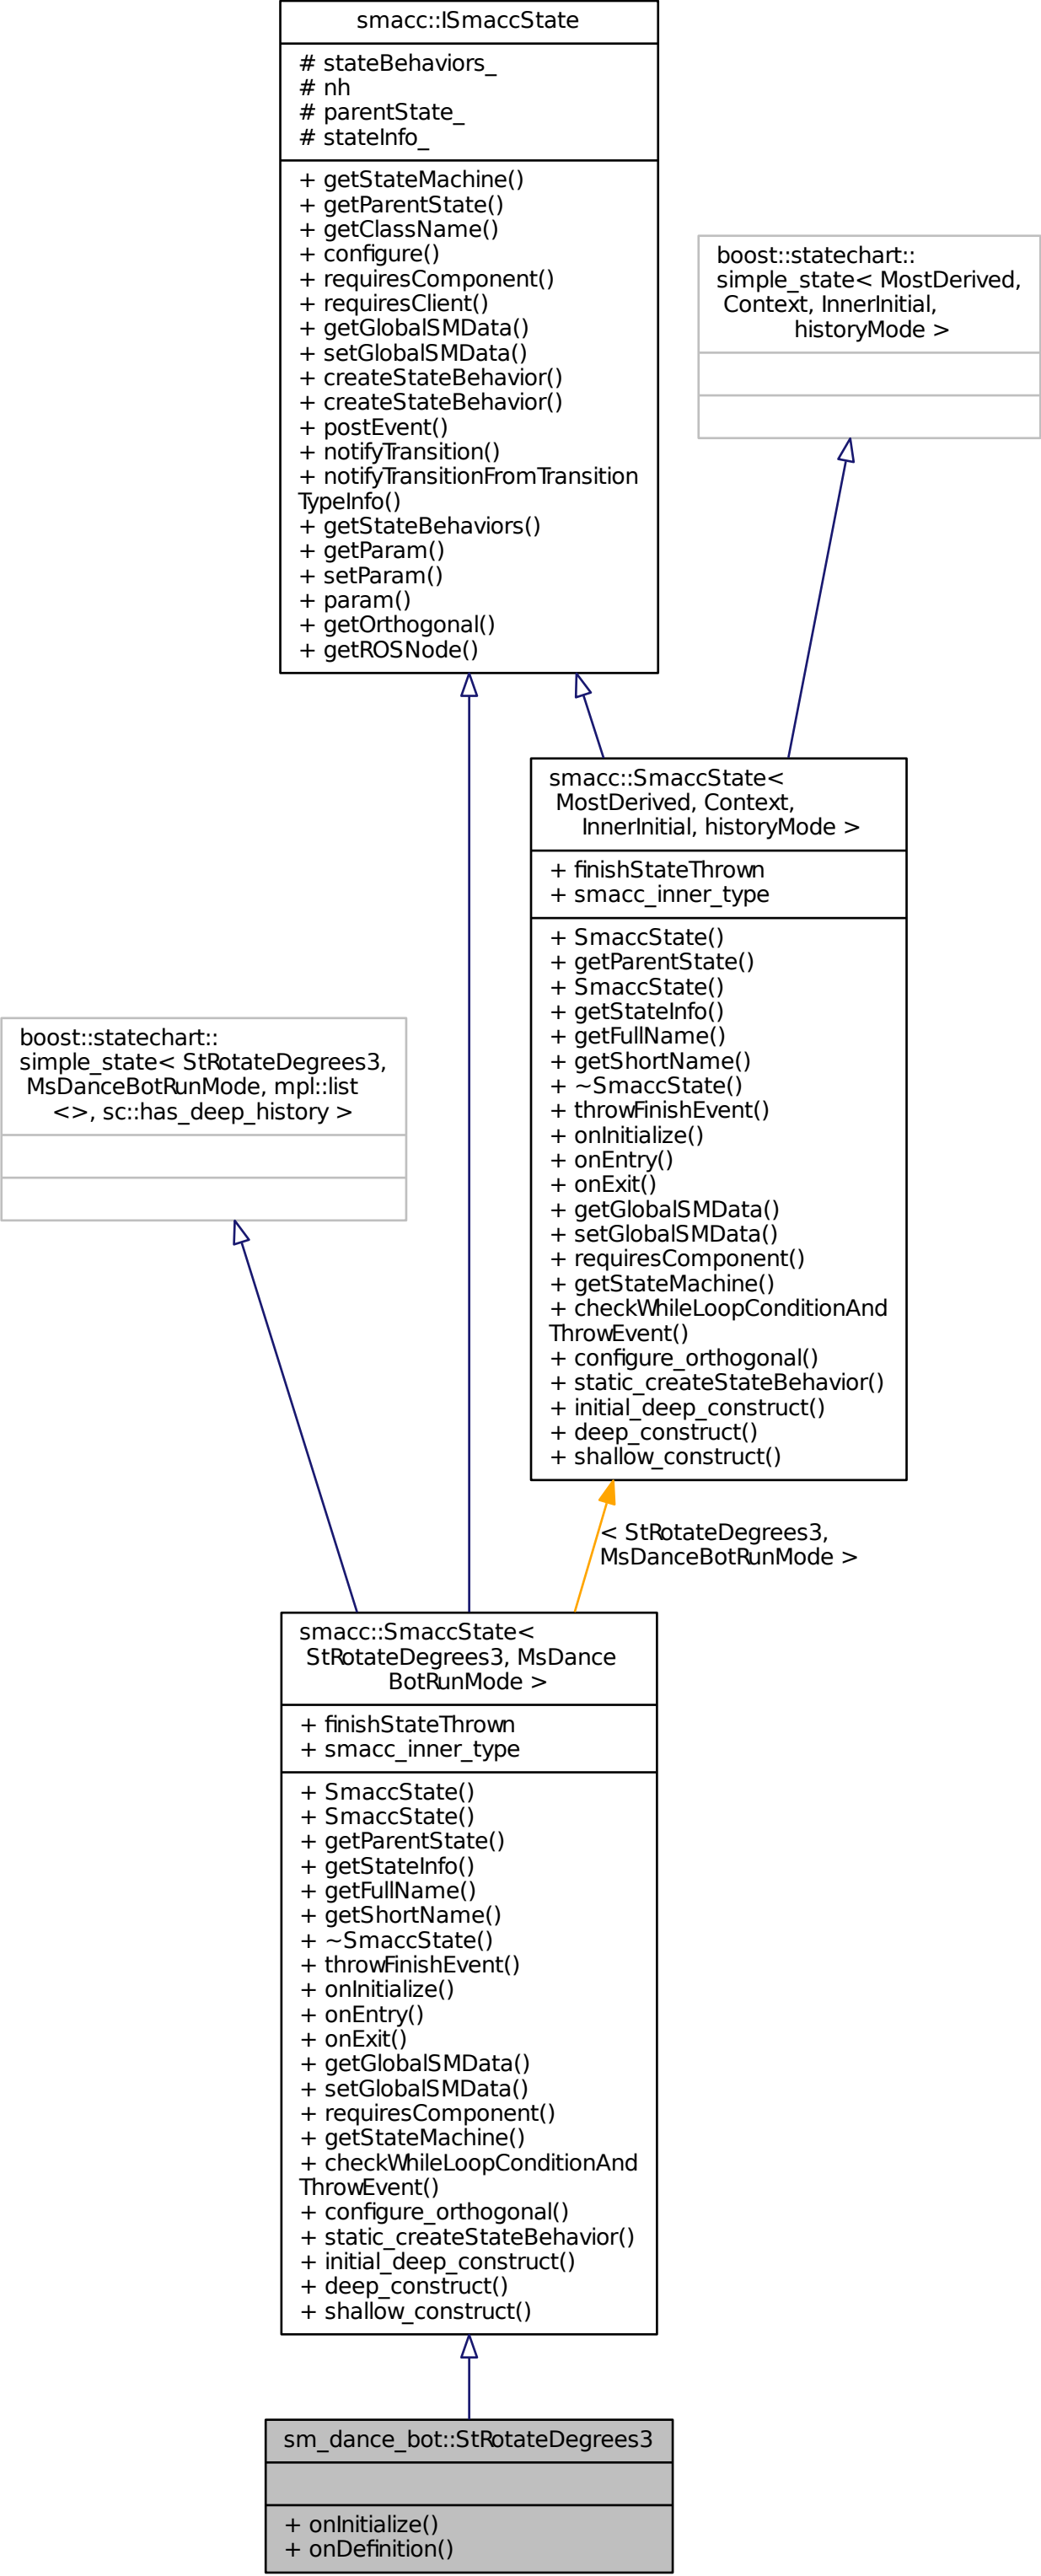 smacc::ISmaccState
# stateBehaviors_
# nh
# parentState_
# stateInfo_
+ getStateMachine()
+ getParentState()
+ getClassName()
+ configure()
+ requiresComponent()
+ requiresClient()
+ getGlobalSMData()
+ setGlobalSMData()
+ createStateBehavior()
+ createStateBehavior()
+ postEvent()
+ notifyTransition()
+ notifyTransitionFromTransition
TypeInfo()
+ getStateBehaviors()
+ getParam()
+ setParam()
+ param()
+ getOrthogonal()
+ getROSNode()
boost::statechart::
simple_state< MostDerived,
Context, InnerInitial,
historyMode >
smacc::SmaccState<
MostDerived, Context,
InnerInitial, historyMode >
+ finishStateThrown
+ smacc_inner_type
+ SmaccState()
+ getParentState()
+ SmaccState()
+ getStateInfo()
+ getFullName()
+ getShortName()
+ ~SmaccState()
+ throwFinishEvent()
+ onInitialize()
+ onEntry()
+ onExit()
+ getGlobalSMData()
+ setGlobalSMData()
+ requiresComponent()
+ getStateMachine()
+ checkWhileLoopConditionAnd
ThrowEvent()
+ configure_orthogonal()
+ static_createStateBehavior()
+ initial_deep_construct()
+ deep_construct()
+ shallow_construct()
boost::statechart::
simple_state< StRotateDegrees3,
MsDanceBotRunMode, mpl::list
<>, sc::has_deep_history >
< StRotateDegrees3,
MsDanceBotRunMode >
smacc::SmaccState<
StRotateDegrees3, MsDance
BotRunMode >
+ finishStateThrown
+ smacc_inner_type
+ SmaccState()
+ SmaccState()
+ getParentState()
+ getStateInfo()
+ getFullName()
+ getShortName()
+ ~SmaccState()
+ throwFinishEvent()
+ onInitialize()
+ onEntry()
+ onExit()
+ getGlobalSMData()
+ setGlobalSMData()
+ requiresComponent()
+ getStateMachine()
+ checkWhileLoopConditionAnd
ThrowEvent()
+ configure_orthogonal()
+ static_createStateBehavior()
+ initial_deep_construct()
+ deep_construct()
+ shallow_construct()
sm_dance_bot::StRotateDegrees3
+ onInitialize()
+ onDefinition()